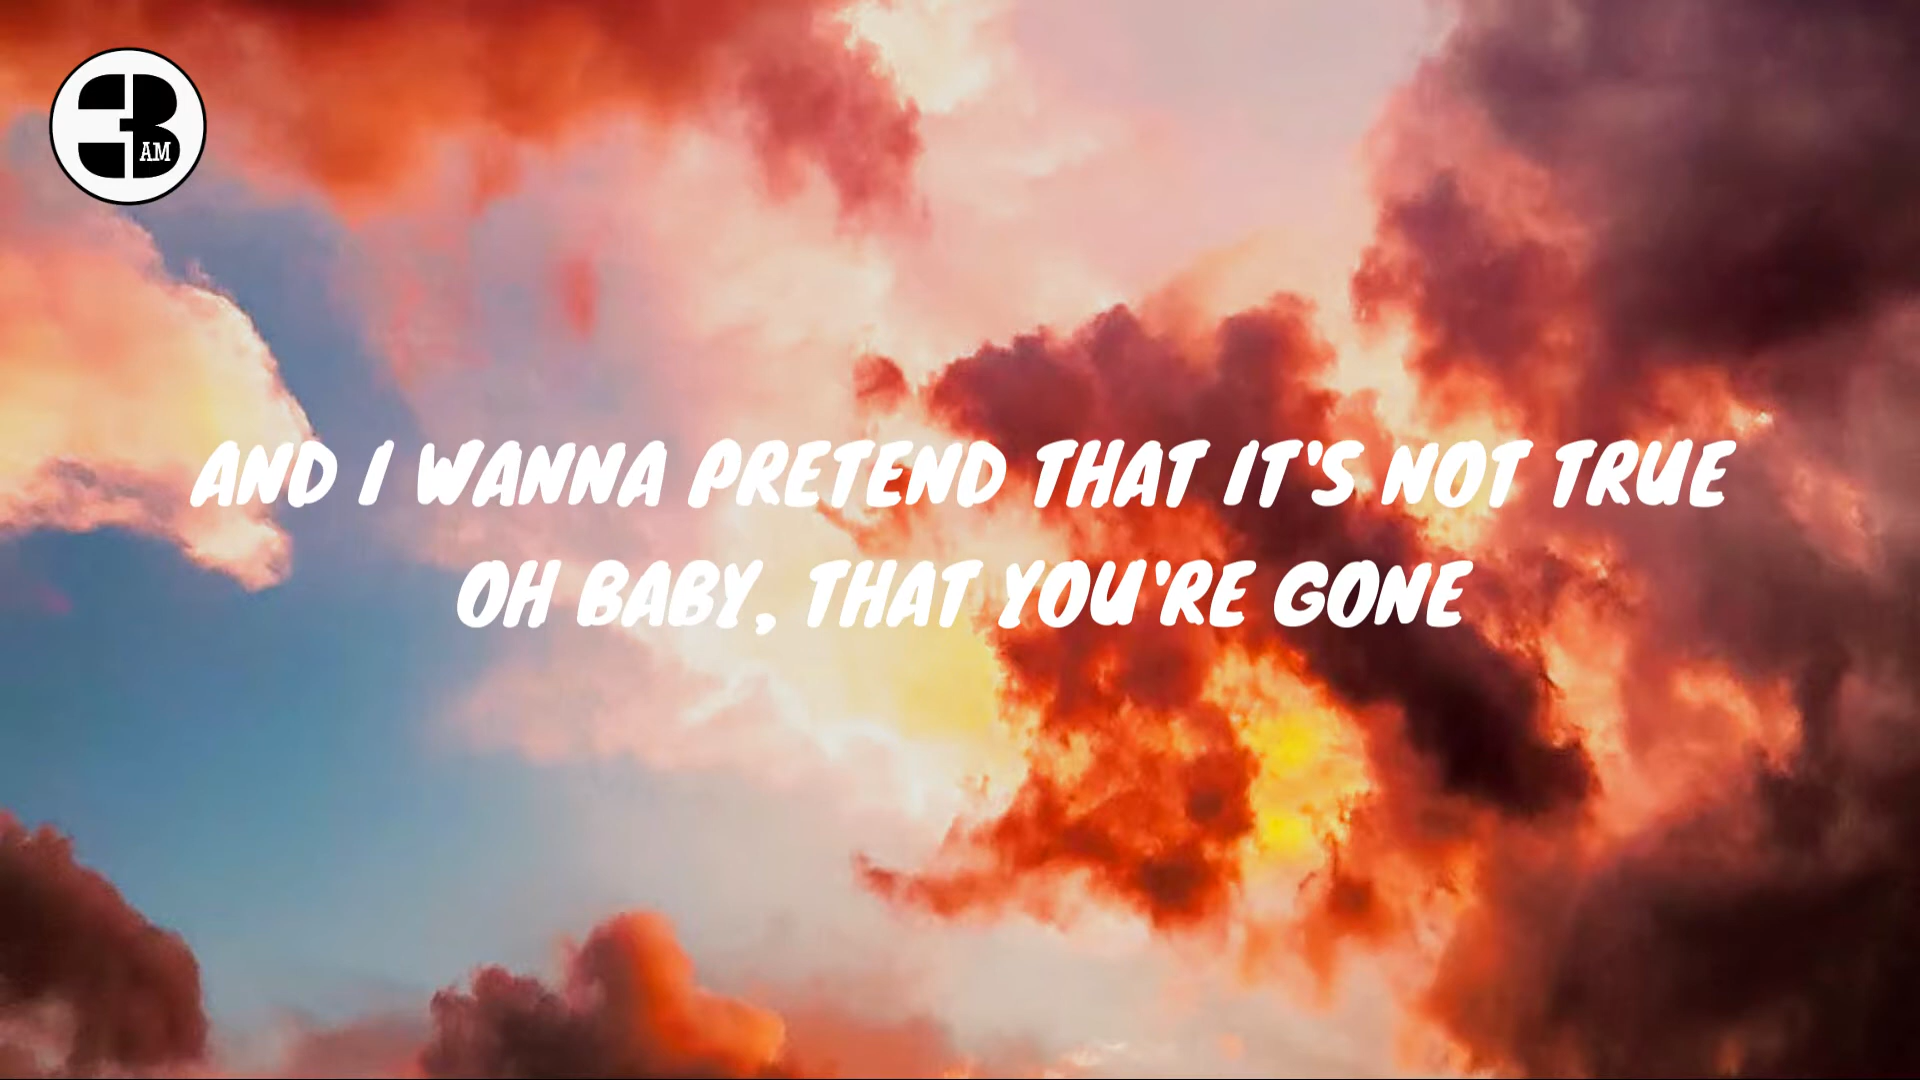 3
AM
AND I WANNA PRETEND THAT IT'S NOT TRUE
OH BABY, THAT YOU'RE GONE